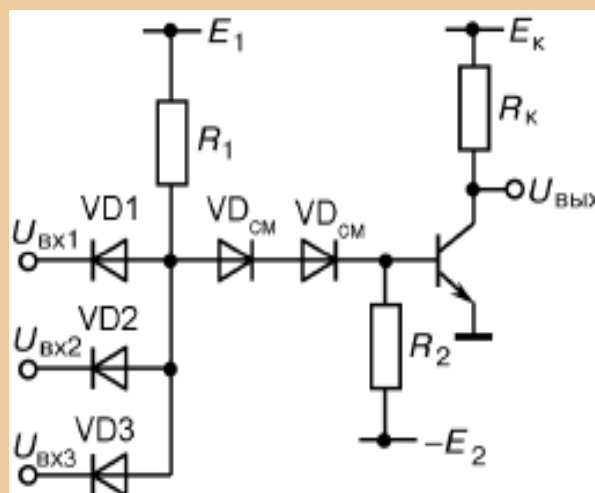 E₁
Eк
R₁
Rк
VD1
VDсм
VDсм
Uвых
Uвх1
VD2
Uвх2
R₂
VD3
Uвх3
−E₂